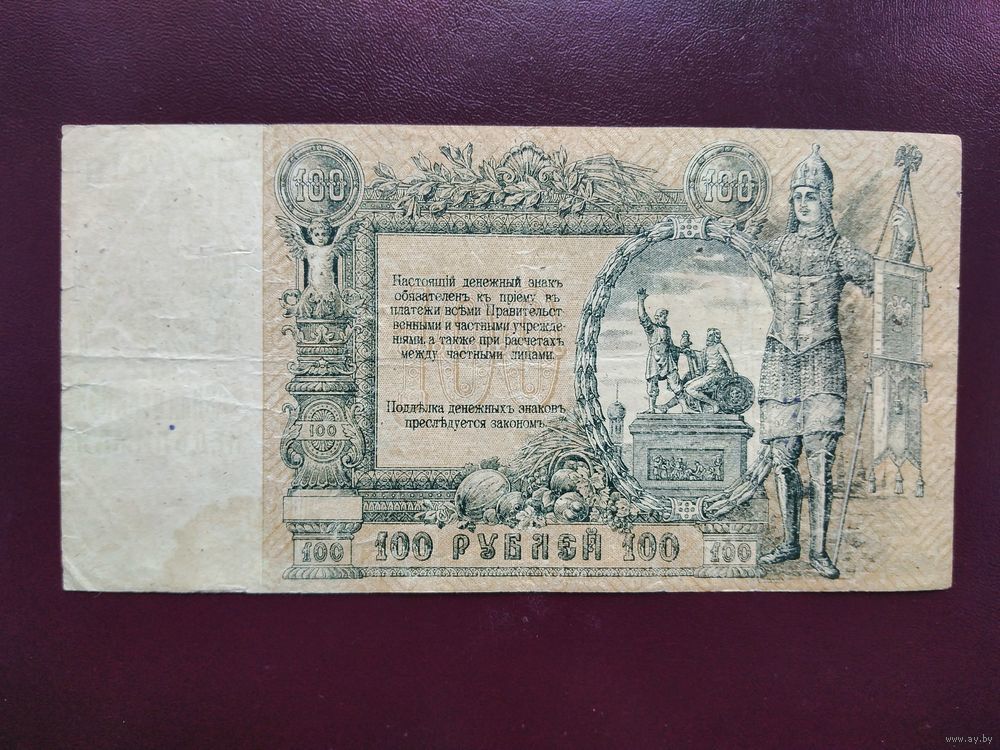 100
100
Настоящій денежный знакъ
обязателенъ къ пріему въ
платежи всѣми Правительст-
венными и частными учрежде-
ніями, а также при расчетахъ
между частными лицами.
100
Поддѣлка денежныхъ знаковъ
преслѣдуется закономъ.
100
100
100 РУБЛЕЙ 100
100
www.ay.by